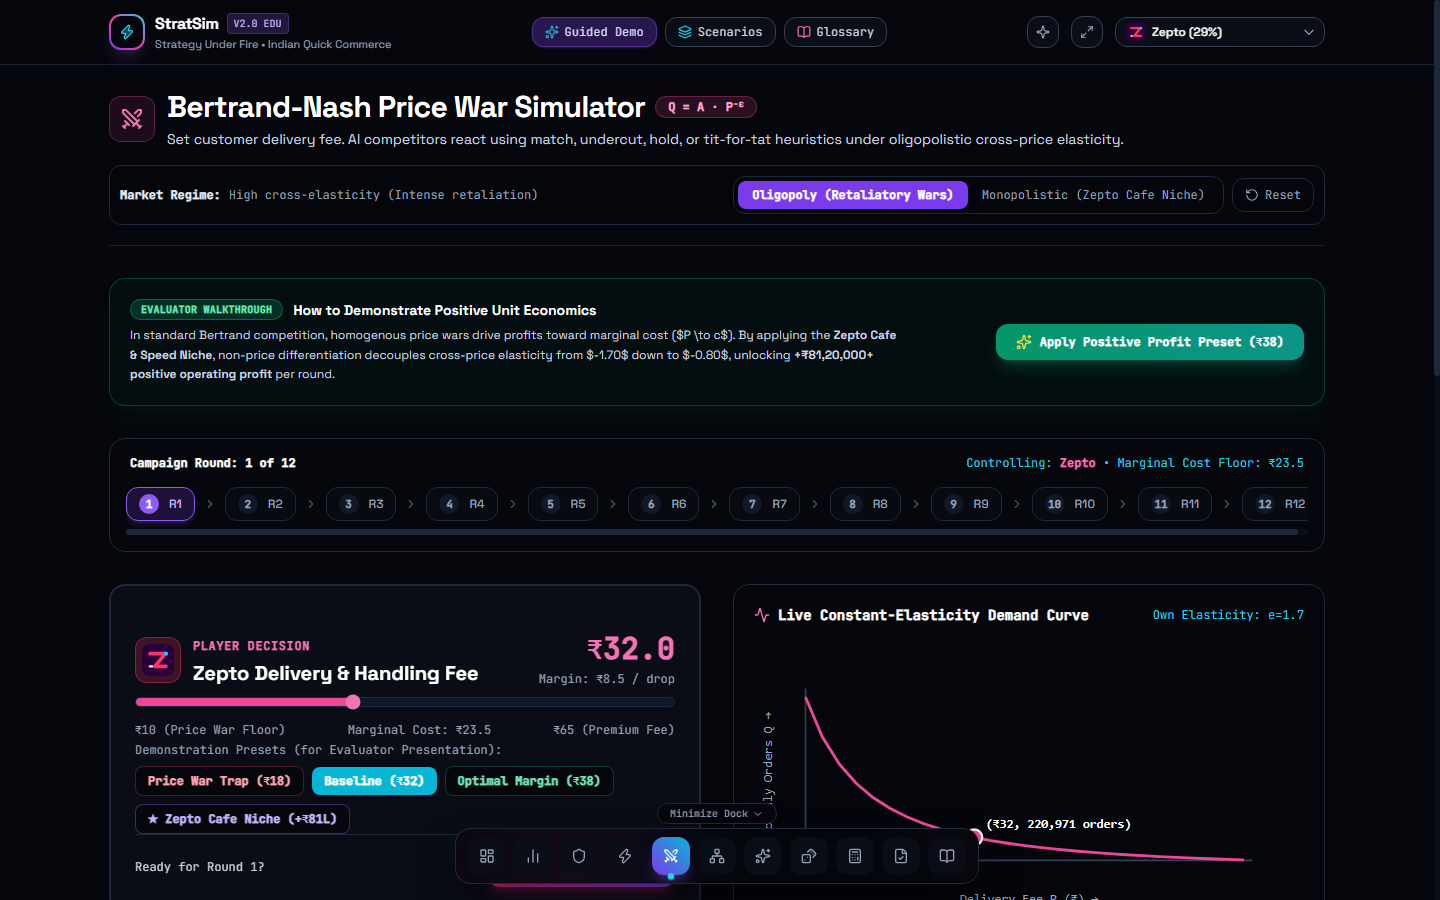 StratSim V2.0 EDU
Strategy Under Fire • Indian Quick Commerce
Guided Demo
Scenarios
Glossary
Zepto (29%)
Bertrand-Nash Price War Simulator
Q = A · P^-ε
Set customer delivery fee. AI competitors react using match, undercut, hold, or tit-for-tat heuristics under oligopolistic cross-price elasticity.
Market Regime: High cross-elasticity (Intense retaliation)
Oligopoly (Retaliatory Wars)
Monopolistic (Zepto Cafe Niche)
Reset
EVALUATOR WALKTHROUGH How to Demonstrate Positive Unit Economics
In standard Bertrand competition, homogenous price wars drive profits toward marginal cost ($P \to c$). By applying the Zepto Cafe
& Speed Niche, non-price differentiation decouples cross-price elasticity from $-1.70$ down to $-0.80$, unlocking +₹81,20,000+
positive operating profit per round.
Apply Positive Profit Preset (₹38)
Campaign Round: 1 of 12
Controlling: Zepto • Marginal Cost Floor: ₹23.5
1 R1
2 R2
3 R3
4 R4
5 R5
6 R6
7 R7
8 R8
9 R9
10 R10
11 R11
12 R12
PLAYER DECISION
Zepto Delivery & Handling Fee
₹32.0
Margin: ₹8.5 / drop
₹10 (Price War Floor)
Marginal Cost: ₹23.5
₹65 (Premium Fee)
Demonstration Presets (for Evaluator Presentation):
Price War Trap (₹18)
Baseline (₹32)
Optimal Margin (₹38)
★ Zepto Cafe Niche (+₹81L)
Ready for Round 1?
Live Constant-Elasticity Demand Curve
Own Elasticity: e=1.7
Orders Q →
(₹32, 220,971 orders)
Delivery Fee P (₹) →
Minimize Dock